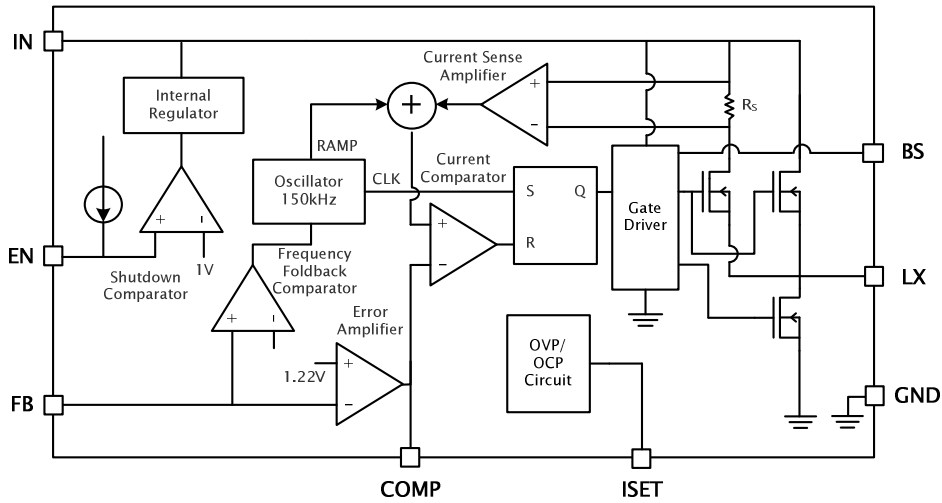 IN
Internal
Regulator
Current Sense
Amplifier
+
+
−
RS
RAMP
Oscillator
150kHz
CLK
Current
Comparator
S
Q
R
Gate
Driver
BS
EN
+
−
1V
Shutdown
Comparator
Frequency
Foldback
Comparator
+
−
+
−
LX
Error
Amplifier
1.22V
+
−
OVP/
OCP
Circuit
FB
GND
COMP
ISET